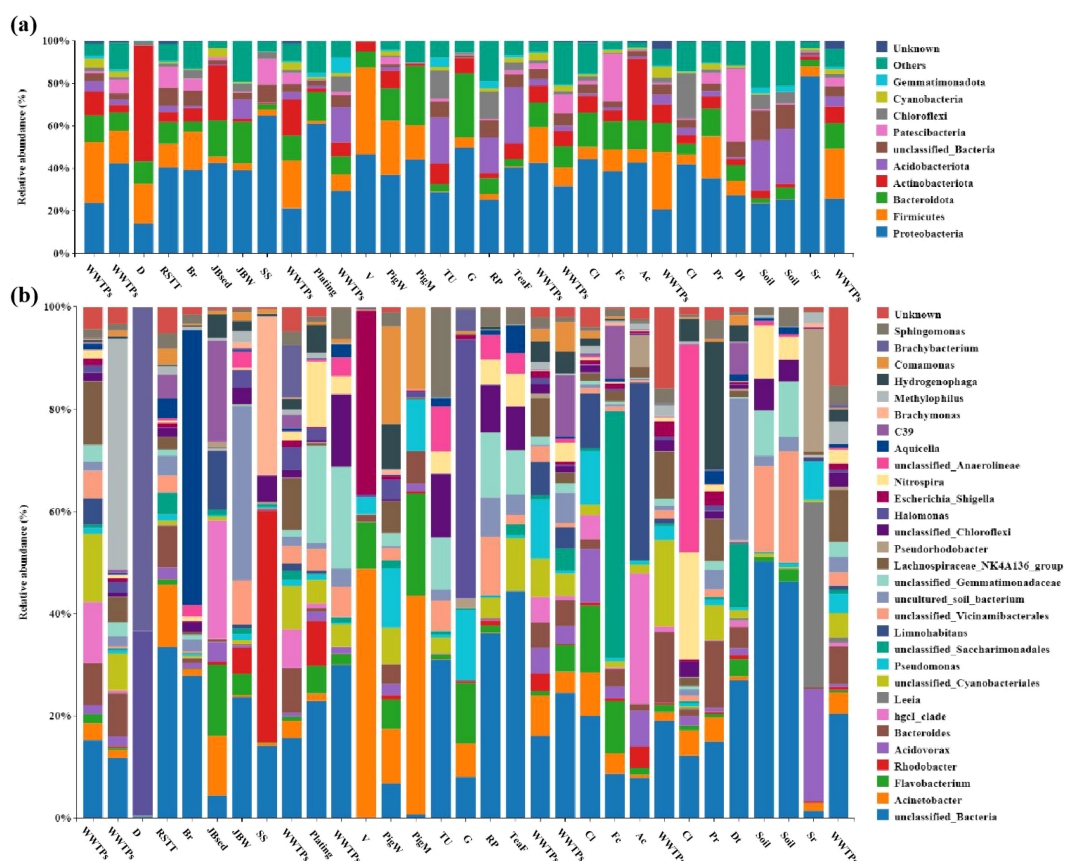 (a)
Relative abundance (%)
100%
80%
60%
40%
20%
0%
WWTPs
WWTPs
D
RSTT
Br
JBsed
JBW
SS
WWTPs
Plating
WWTPs
V
PigW
PigM
TU
G
RP
TeaF
WWTPs
WWTPs
CI
Fc
Ac
WWTPs
CI
Pr
Dt
Soil
Soil
Sr
WWTPs
Unknown
Others
Gemmatimonadota
Cyanobacteria
Chloroflexi
Patescibacteria
unclassified_Bacteria
Acidobacteriota
Actinobacteriota
Bacteroidota
Firmicutes
Proteobacteria
(b)
Relative abundance (%)
100%
80%
60%
40%
20%
0%
WWTPs
WWTPs
D
RSTT
Br
JBsed
JBW
SS
WWTPs
Plating
WWTPs
V
PigW
PigM
TU
G
RP
TeaF
WWTPs
WWTPs
CI
Fc
Ac
WWTPs
CI
Pr
Dt
Soil
Soil
Sr
WWTPs
Unknown
Sphingomonas
Brachybacterium
Comamonas
Hydrogenophaga
Methylophilus
Brachymonas
C39
Aquicella
unclassified_Anaerolineae
Nitrospira
Escherichia_Shigella
Halomonas
unclassified_Chloroflexi
Pseudorhodobacter
Lachnospiraceae_NK4A136_group
unclassified_Gemmatimonadaceae
uncultured_soil_bacterium
unclassified_Vicinamibacterales
Limnohabitans
unclassified_Saccharimonadales
Pseudomonas
unclassified_Cyanobacteriales
Leeia
hgcI_clade
Bacteroides
Acidovorax
Rhodobacter
Flavobacterium
Acinetobacter
unclassified_Bacteria